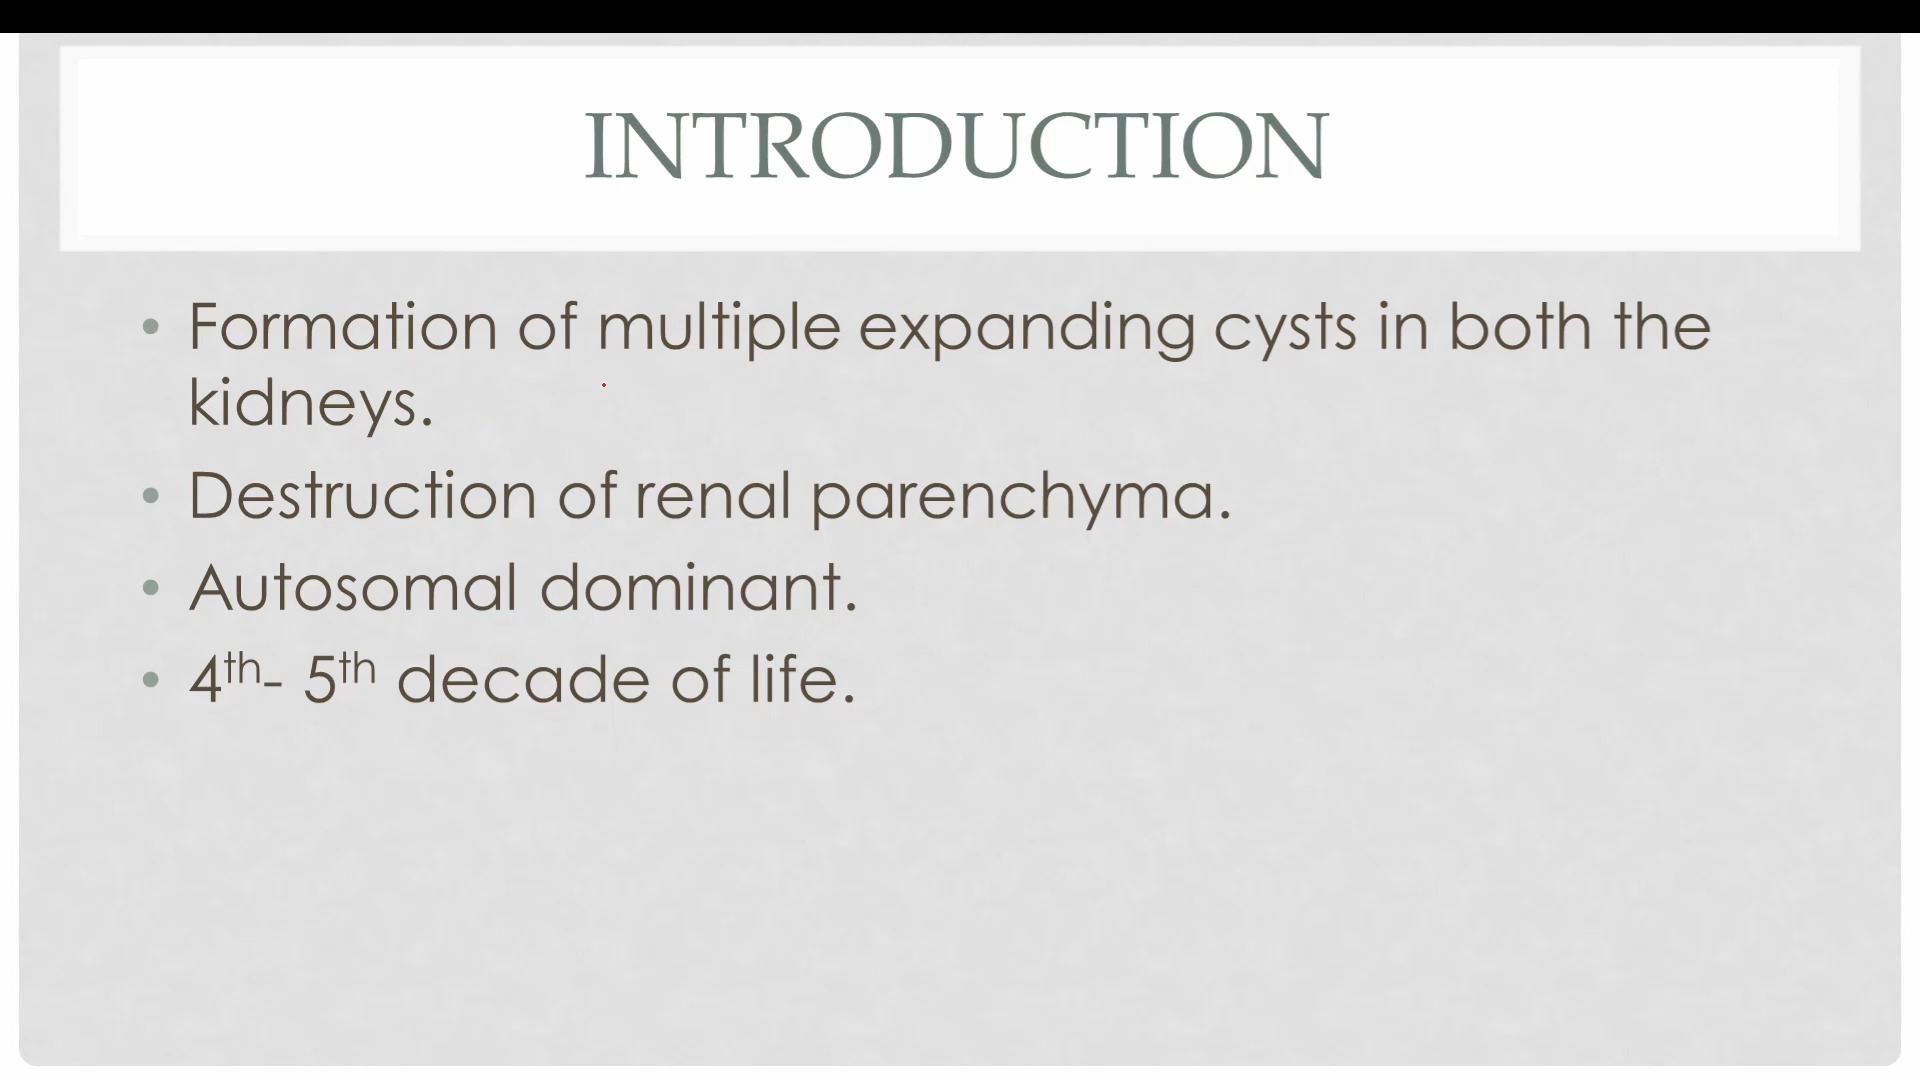 INTRODUCTION
• Formation of multiple expanding cysts in both the
kidneys.
• Destruction of renal parenchyma.
• Autosomal dominant.
• 4th- 5th decade of life.